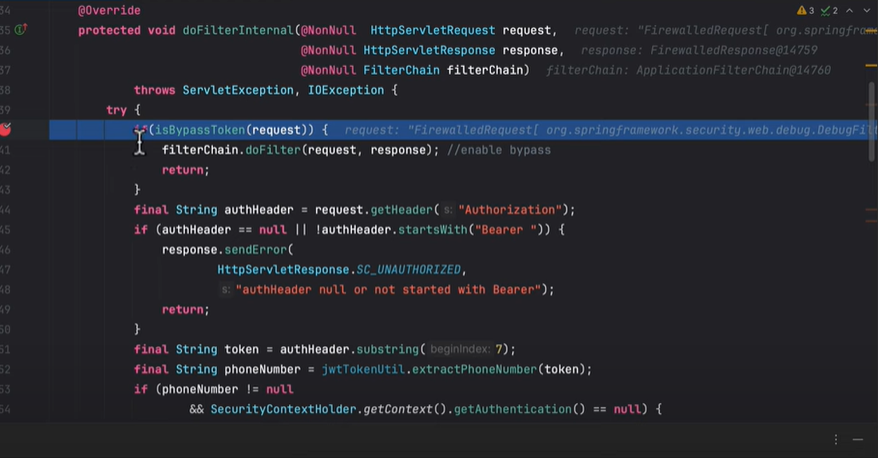 34 @Override 3 2
35 protected void doFilterInternal(@NonNull HttpServletRequest request, request: "FirewalledRequest[ org.springfra
36 @NonNull HttpServletResponse response, response: FirewalledResponse@14759
37 @NonNull FilterChain filterChain) filterChain: ApplicationFilterChain@14760
38 throws ServletException, IOException {
39 try {
if(isBypassToken(request)) { request: "FirewalledRequest[ org.springframework.security.web.debug.DebugFil
41 filterChain.doFilter(request, response); //enable bypass
42 return;
43 }
44 final String authHeader = request.getHeader( s: "Authorization");
45 if (authHeader == null || !authHeader.startsWith("Bearer ")) {
46 response.sendError(
47 HttpServletResponse.SC_UNAUTHORIZED,
48 s: "authHeader null or not started with Bearer");
49 return;
50 }
51 final String token = authHeader.substring( beginIndex: 7);
52 final String phoneNumber = jwtTokenUtil.extractPhoneNumber(token);
53 if (phoneNumber != null
54 && SecurityContextHolder.getContext().getAuthentication() == null) {